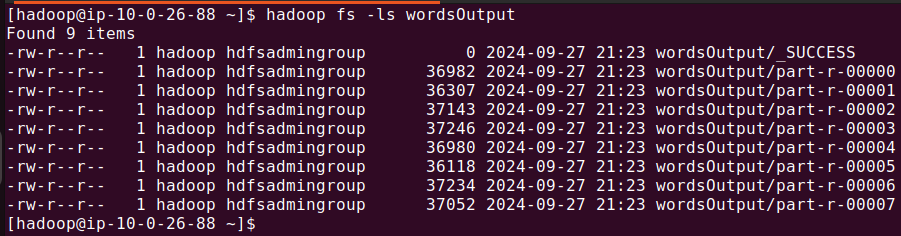 [hadoop@ip-10-0-26-88 ~]$ hadoop fs -ls wordsOutput
Found 9 items
-rw-r--r--   1 hadoop hdfsadmingroup          0 2024-09-27 21:23 wordsOutput/_SUCCESS
-rw-r--r--   1 hadoop hdfsadmingroup      36982 2024-09-27 21:23 wordsOutput/part-r-00000
-rw-r--r--   1 hadoop hdfsadmingroup      36307 2024-09-27 21:23 wordsOutput/part-r-00001
-rw-r--r--   1 hadoop hdfsadmingroup      37143 2024-09-27 21:23 wordsOutput/part-r-00002
-rw-r--r--   1 hadoop hdfsadmingroup      37246 2024-09-27 21:23 wordsOutput/part-r-00003
-rw-r--r--   1 hadoop hdfsadmingroup      36980 2024-09-27 21:23 wordsOutput/part-r-00004
-rw-r--r--   1 hadoop hdfsadmingroup      36118 2024-09-27 21:23 wordsOutput/part-r-00005
-rw-r--r--   1 hadoop hdfsadmingroup      37234 2024-09-27 21:23 wordsOutput/part-r-00006
-rw-r--r--   1 hadoop hdfsadmingroup      37052 2024-09-27 21:23 wordsOutput/part-r-00007
[hadoop@ip-10-0-26-88 ~]$